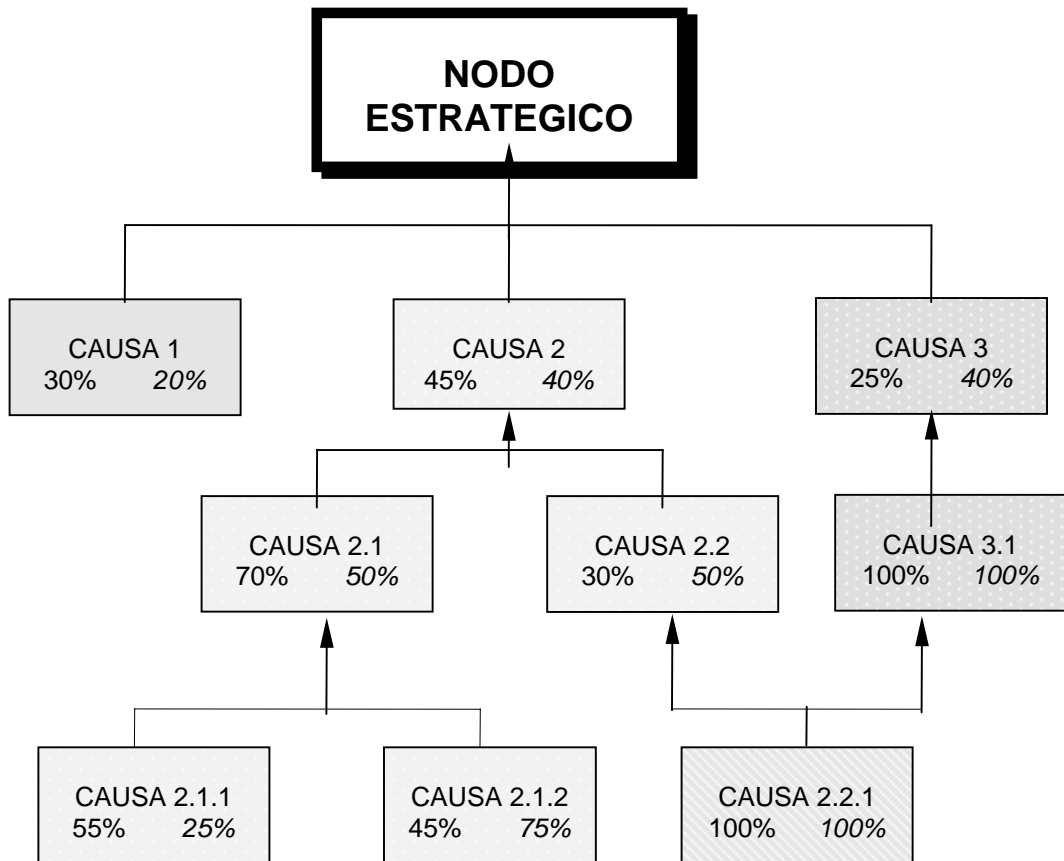 NODO
ESTRATEGICO
CAUSA 1
30% 20%
CAUSA 2
45% 40%
CAUSA 3
25% 40%
CAUSA 2.1
70% 50%
CAUSA 2.2
30% 50%
CAUSA 3.1
100% 100%
CAUSA 2.1.1
55% 25%
CAUSA 2.1.2
45% 75%
CAUSA 2.2.1
100% 100%